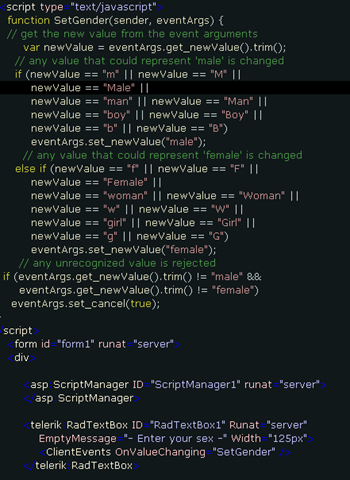 <script type="text/javascript">
function SetGender(sender, eventArgs) {
// get the new value from the event arguments
var newValue = eventArgs.get_newValue().trim();
// any value that could represent 'male' is changed
if (newValue == "m" || newValue == "M" ||
newValue == "Male" ||
newValue == "man" || newValue == "Man" ||
newValue == "boy" || newValue == "Boy" ||
newValue == "b" || newValue == "B")
eventArgs.set_newValue("male");
// any value that could represent 'female' is changed
else if (newValue == "f" || newValue == "F" ||
newValue == "Female" ||
newValue == "woman" || newValue == "Woman" ||
newValue == "w" || newValue == "W" ||
newValue == "girl" || newValue == "Girl" ||
newValue == "g" || newValue == "G")
eventArgs.set_newValue("female");
// any unrecognized value is rejected
if (eventArgs.get_newValue().trim() != "male" &&
eventArgs.get_newValue().trim() != "female")
eventArgs.set_cancel(true);
script>
<form id="form1" runat="server">
<div>
<asp:ScriptManager ID="ScriptManager1" runat="server">
</asp:ScriptManager>
<telerik:RadTextBox ID="RadTextBox1" Runat="server"
EmptyMessage="- Enter your sex -" Width="125px">
<ClientEvents OnValueChanging="SetGender" />
</telerik:RadTextBox>